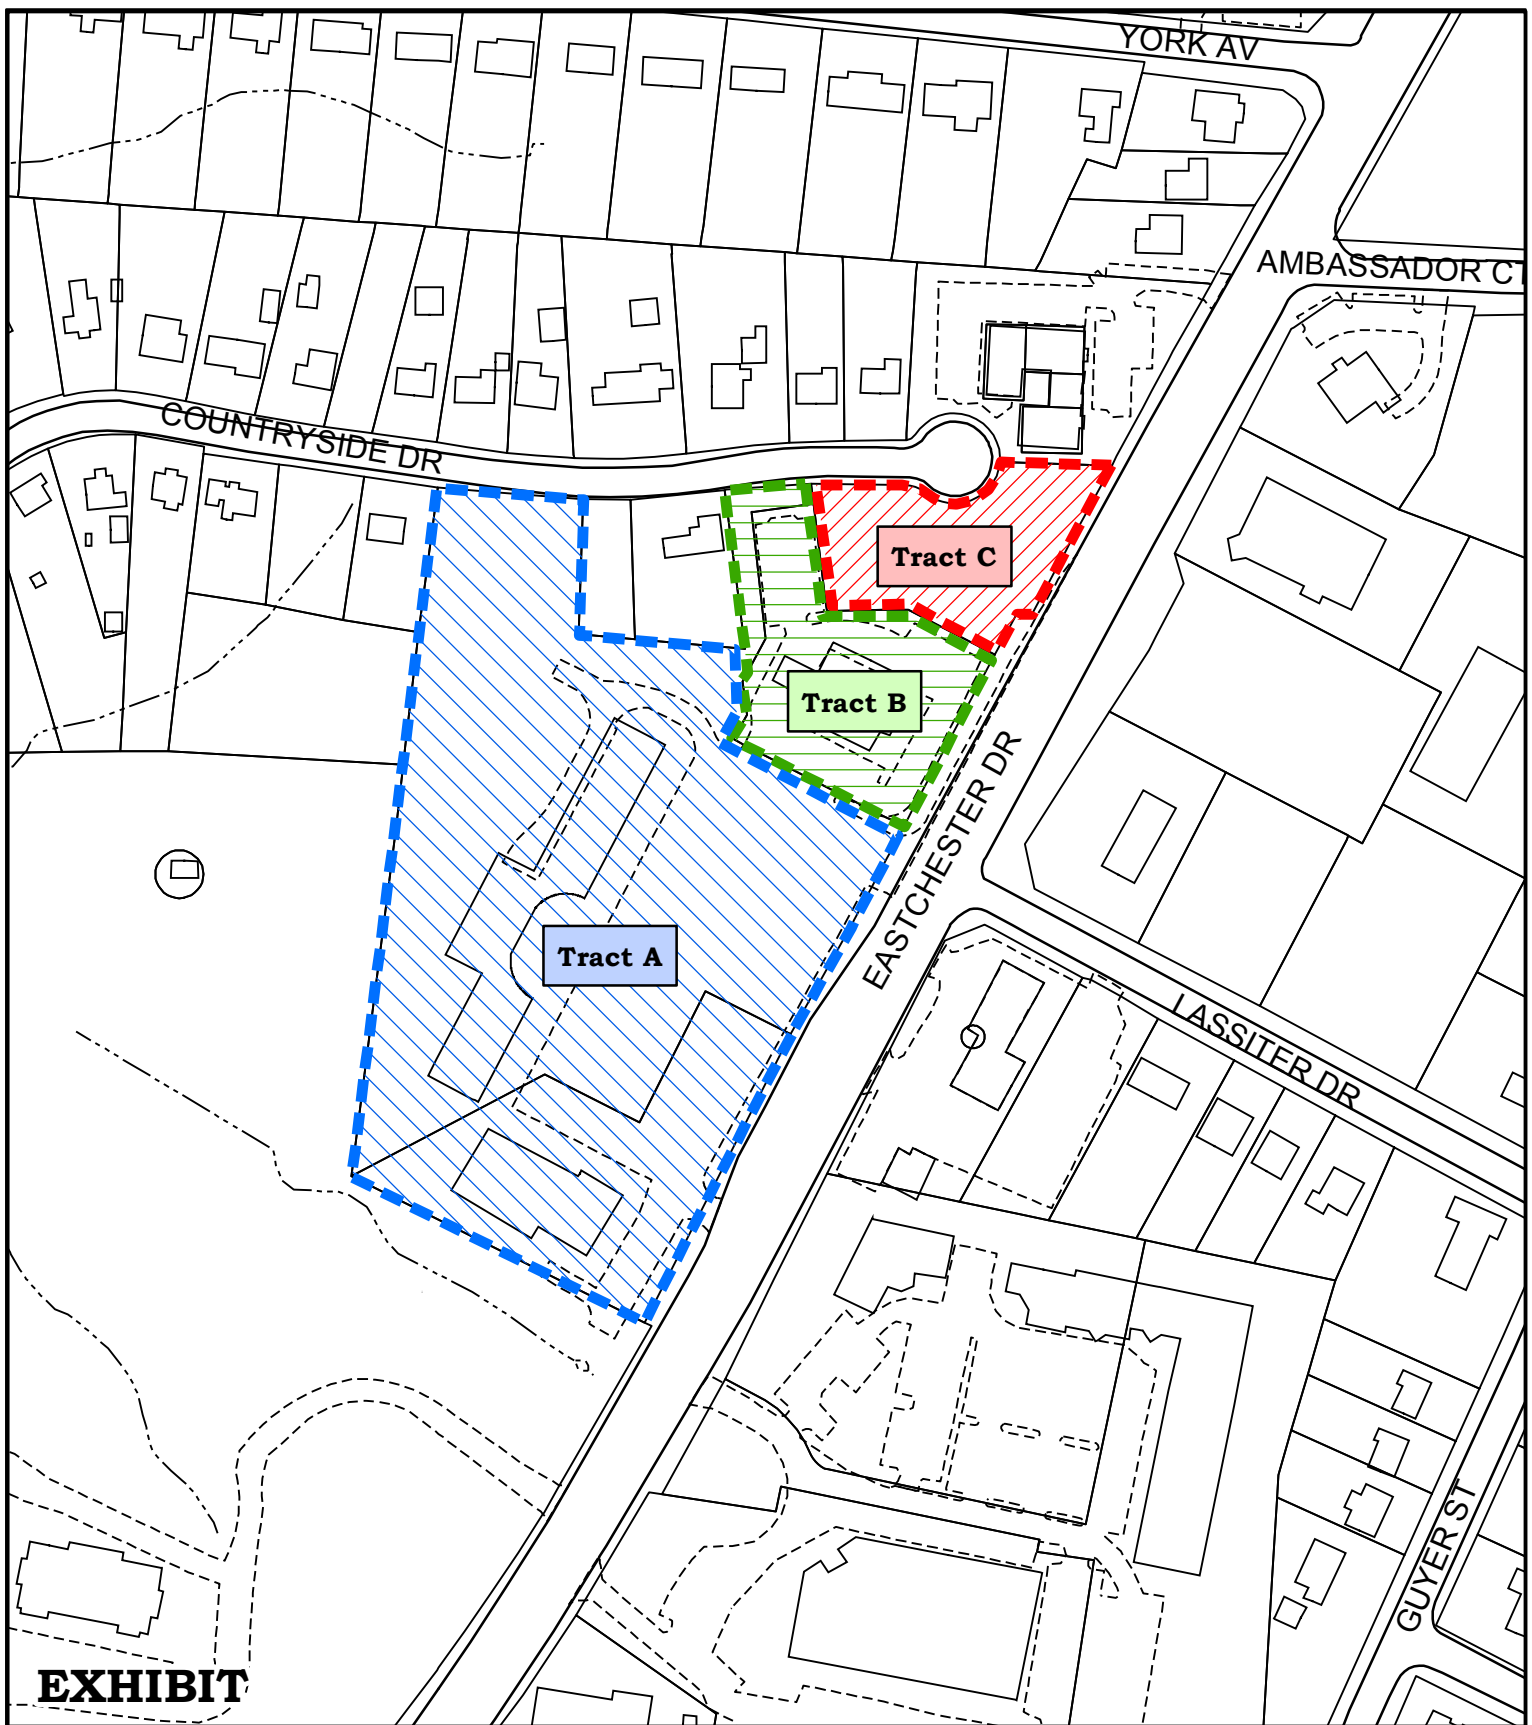 YORK AV
AMBASSADOR CT
COUNTRYSIDE DR
Tract C
Tract B
EASTCHESTER DR
Tract A
LASSITER DR
GUYER ST
EXHIBIT